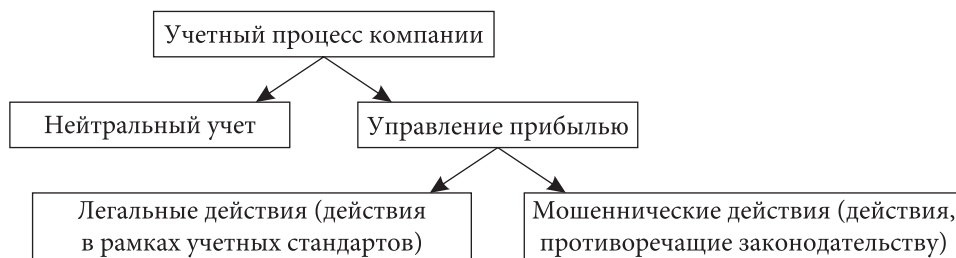 Учетный процесс компании
Нейтральный учет
Управление прибылью
Легальные действия (действия
в рамках учетных стандартов)
Мошеннические действия (действия,
противоречащие законодательству)